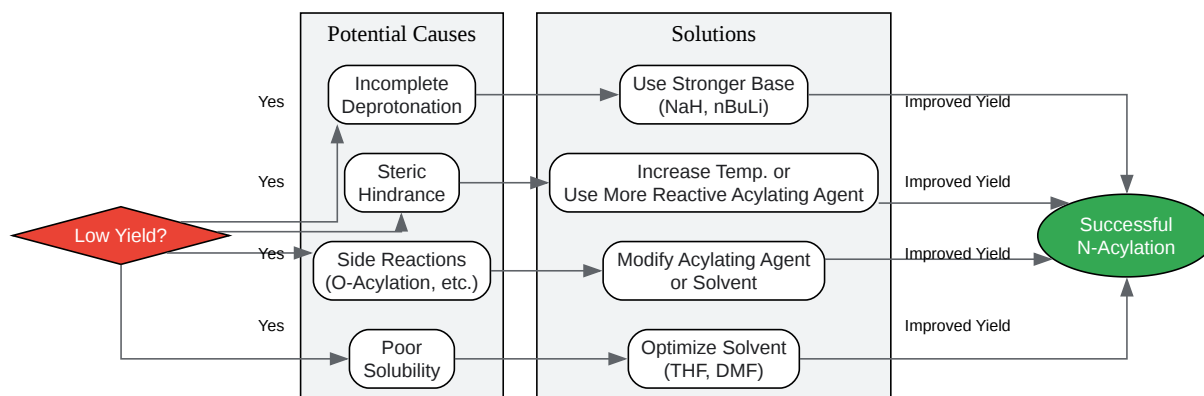 Potential Causes
Solutions
Yes
Incomplete
Deprotonation
Use Stronger Base
(NaH, nBuLi)
Improved Yield
Yes
Steric
Hindrance
Increase Temp. or
Use More Reactive Acylating Agent
Improved Yield
Low Yield?
Successful
N-Acylation
Yes
Side Reactions
(O-Acylation, etc.)
Modify Acylating Agent
or Solvent
Improved Yield
Yes
Poor
Solubility
Optimize Solvent
(THF, DMF)
Improved Yield